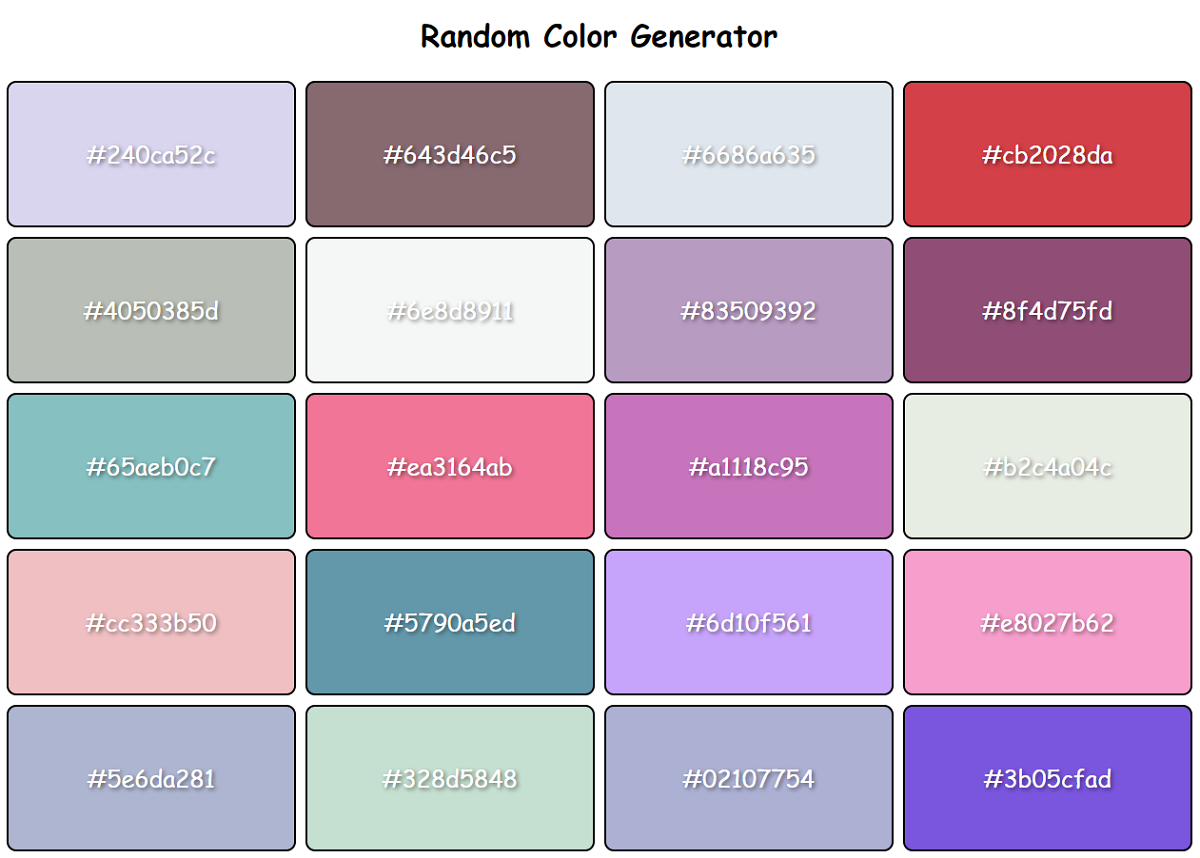 Random Color Generator
#240ca52c #643d46c5 #6686a635 #cb2028da
#4050385d #6e8d8911 #83509392 #8f4d75fd
#65aeb0c7 #ea3164ab #a1118c95 #b2c4a04c
#cc333b50 #5790a5ed #6d10f561 #e8027b62
#5e6da281 #328d5848 #02107754 #3b05cfad